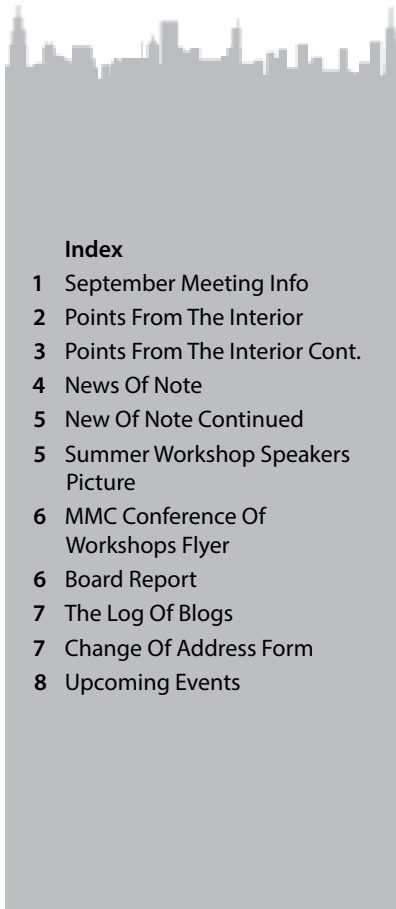 Index
1 September Meeting Info
2 Points From The Interior
3 Points From The Interior Cont.
4 News Of Note
5 New Of Note Continued
5 Summer Workshop Speakers
Picture
6 MMC Conference Of
Workshops Flyer
6 Board Report
7 The Log Of Blogs
7 Change Of Address Form
8 Upcoming Events